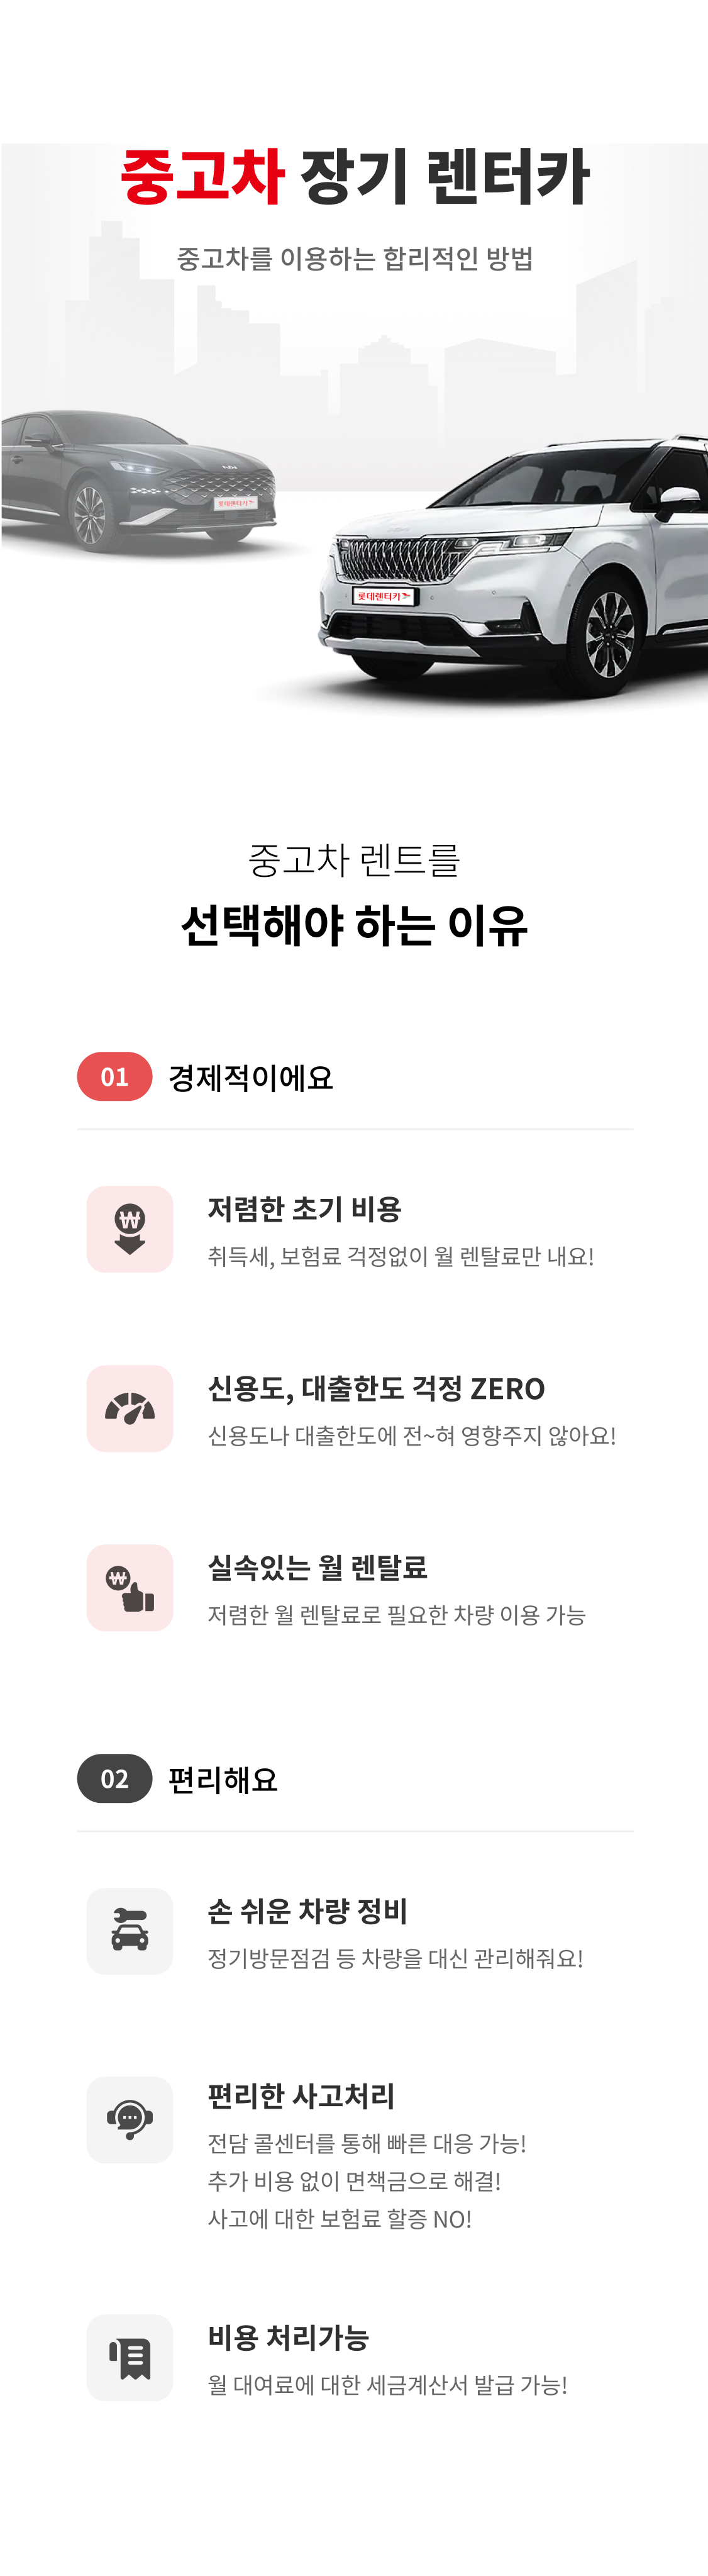 중고차 장기 렌터카
중고차를 이용하는 합리적인 방법
롯데렌터카
롯데렌터카
중고차 렌트를
선택해야 하는 이유
01 경제적이에요
저렴한 초기 비용
취득세, 보험료 걱정없이 월 렌탈료만 내요!
신용도, 대출한도 걱정 ZERO
신용도나 대출한도에 전~혀 영향주지 않아요!
실속있는 월 렌탈료
저렴한 월 렌탈료로 필요한 차량 이용 가능
02 편리해요
손 쉬운 차량 정비
정기방문점검 등 차량을 대신 관리해줘요!
편리한 사고처리
전담 콜센터를 통해 빠른 대응 가능!
추가 비용 없이 면책금으로 해결!
사고에 대한 보험료 할증 NO!
비용 처리가능
월 대여료에 대한 세금계산서 발급 가능!